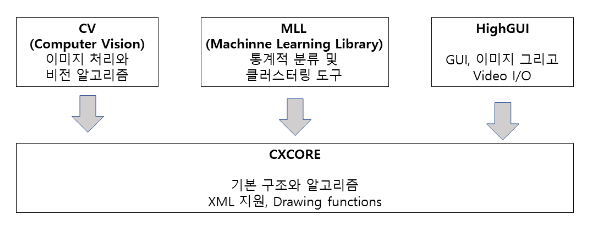 CV
(Computer Vision)
이미지 처리와
비전 알고리즘
MLL
(Machinne Learning Library)
통계적 분류 및
클러스터링 도구
HighGUI
GUI, 이미지 그리고
Video I/O
CXCORE
기본 구조와 알고리즘
XML 지원, Drawing functions